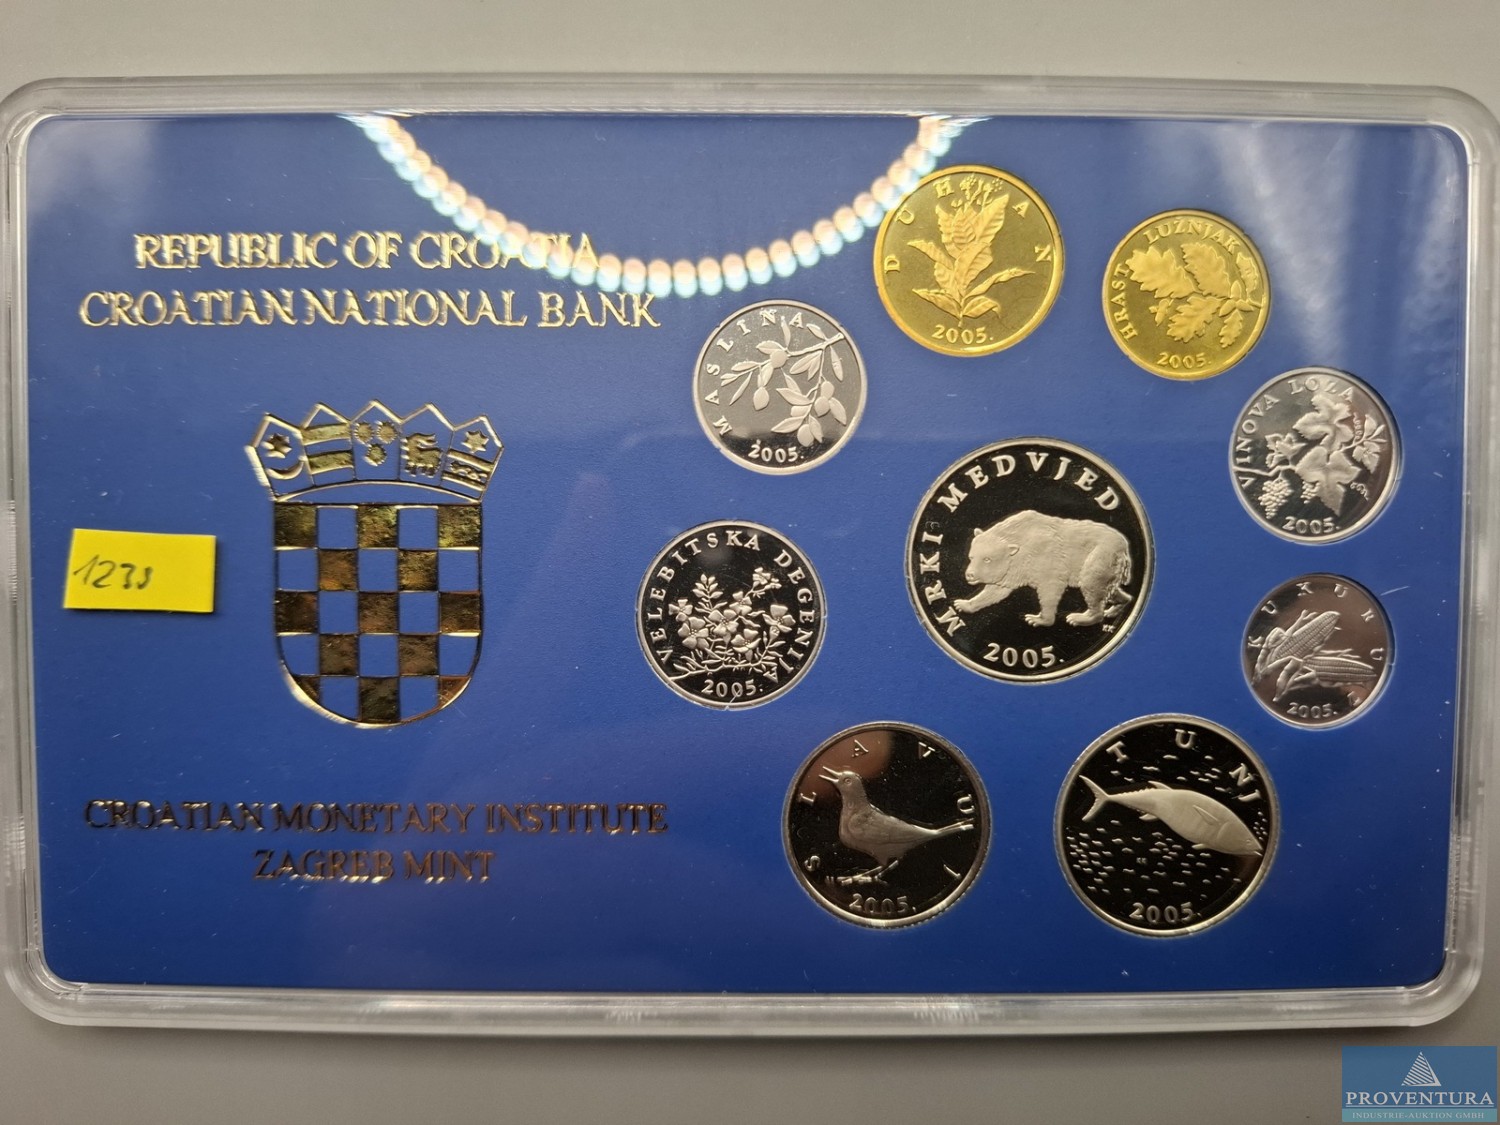 REPUBLIC OF CROATIA
CROATIAN NATIONAL BANK
CROATIAN MONETARY INSTITUTE
ZAGREB MINT
DUHAN
2005.
HRAST LUŽNJAK
2005.
MASLINA
2005.
VINOVA LOZA
2005.
MRKI MEDVJED
2005.
VELEBITSKA DEGENIJA
2005.
KUKURUZ
2005.
SLAVUJ
2005.
TUNJ
2005.
PROVENTURA
INDUSTRIE-AUKTION GMBH